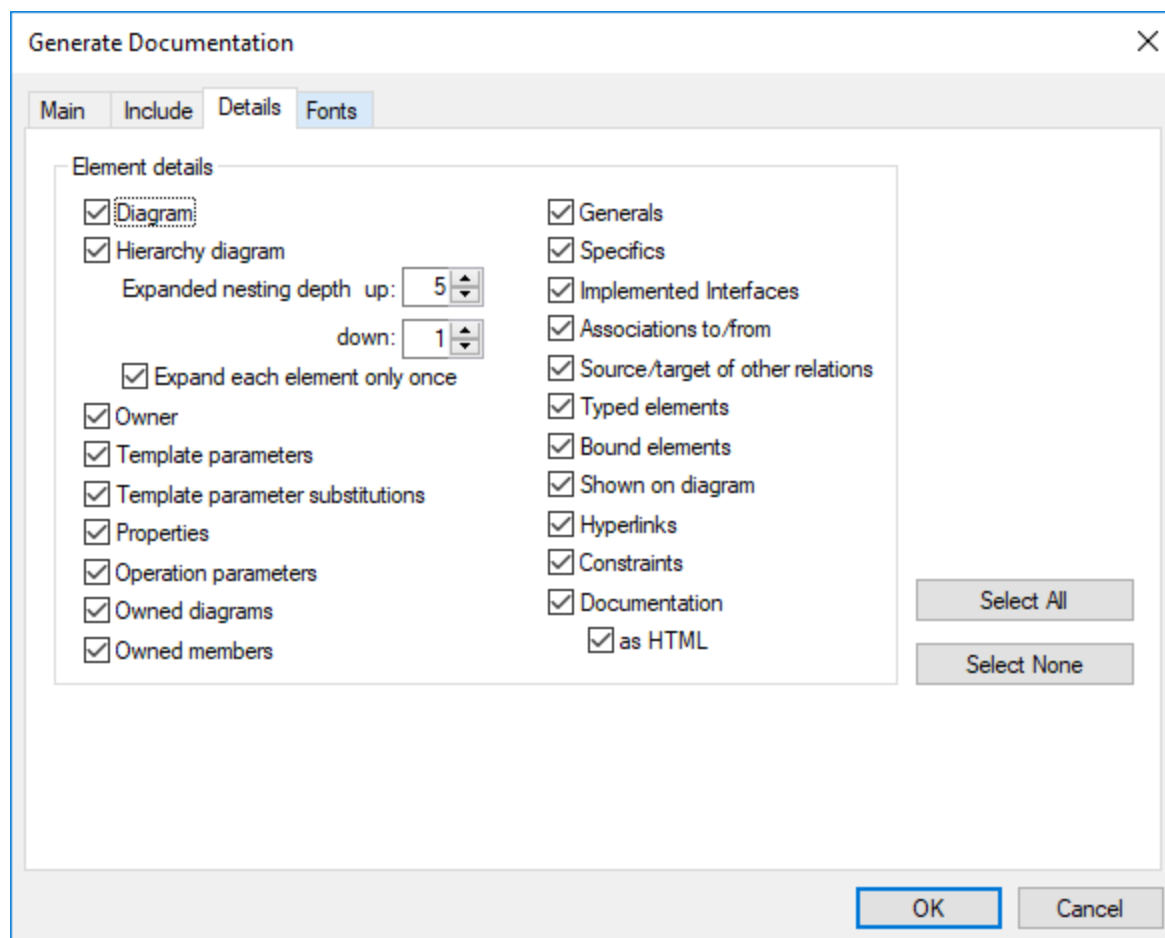 Generate Documentation
Main Include Details Fonts
Element details
Diagram
Hierarchy diagram
Expanded nesting depth up: 5
down: 1
Expand each element only once
Owner
Template parameters
Template parameter substitutions
Properties
Operation parameters
Owned diagrams
Owned members
Generals
Specifics
Implemented Interfaces
Associations to/from
Source/target of other relations
Typed elements
Bound elements
Shown on diagram
Hyperlinks
Constraints
Documentation
as HTML
Select All
Select None
OK Cancel